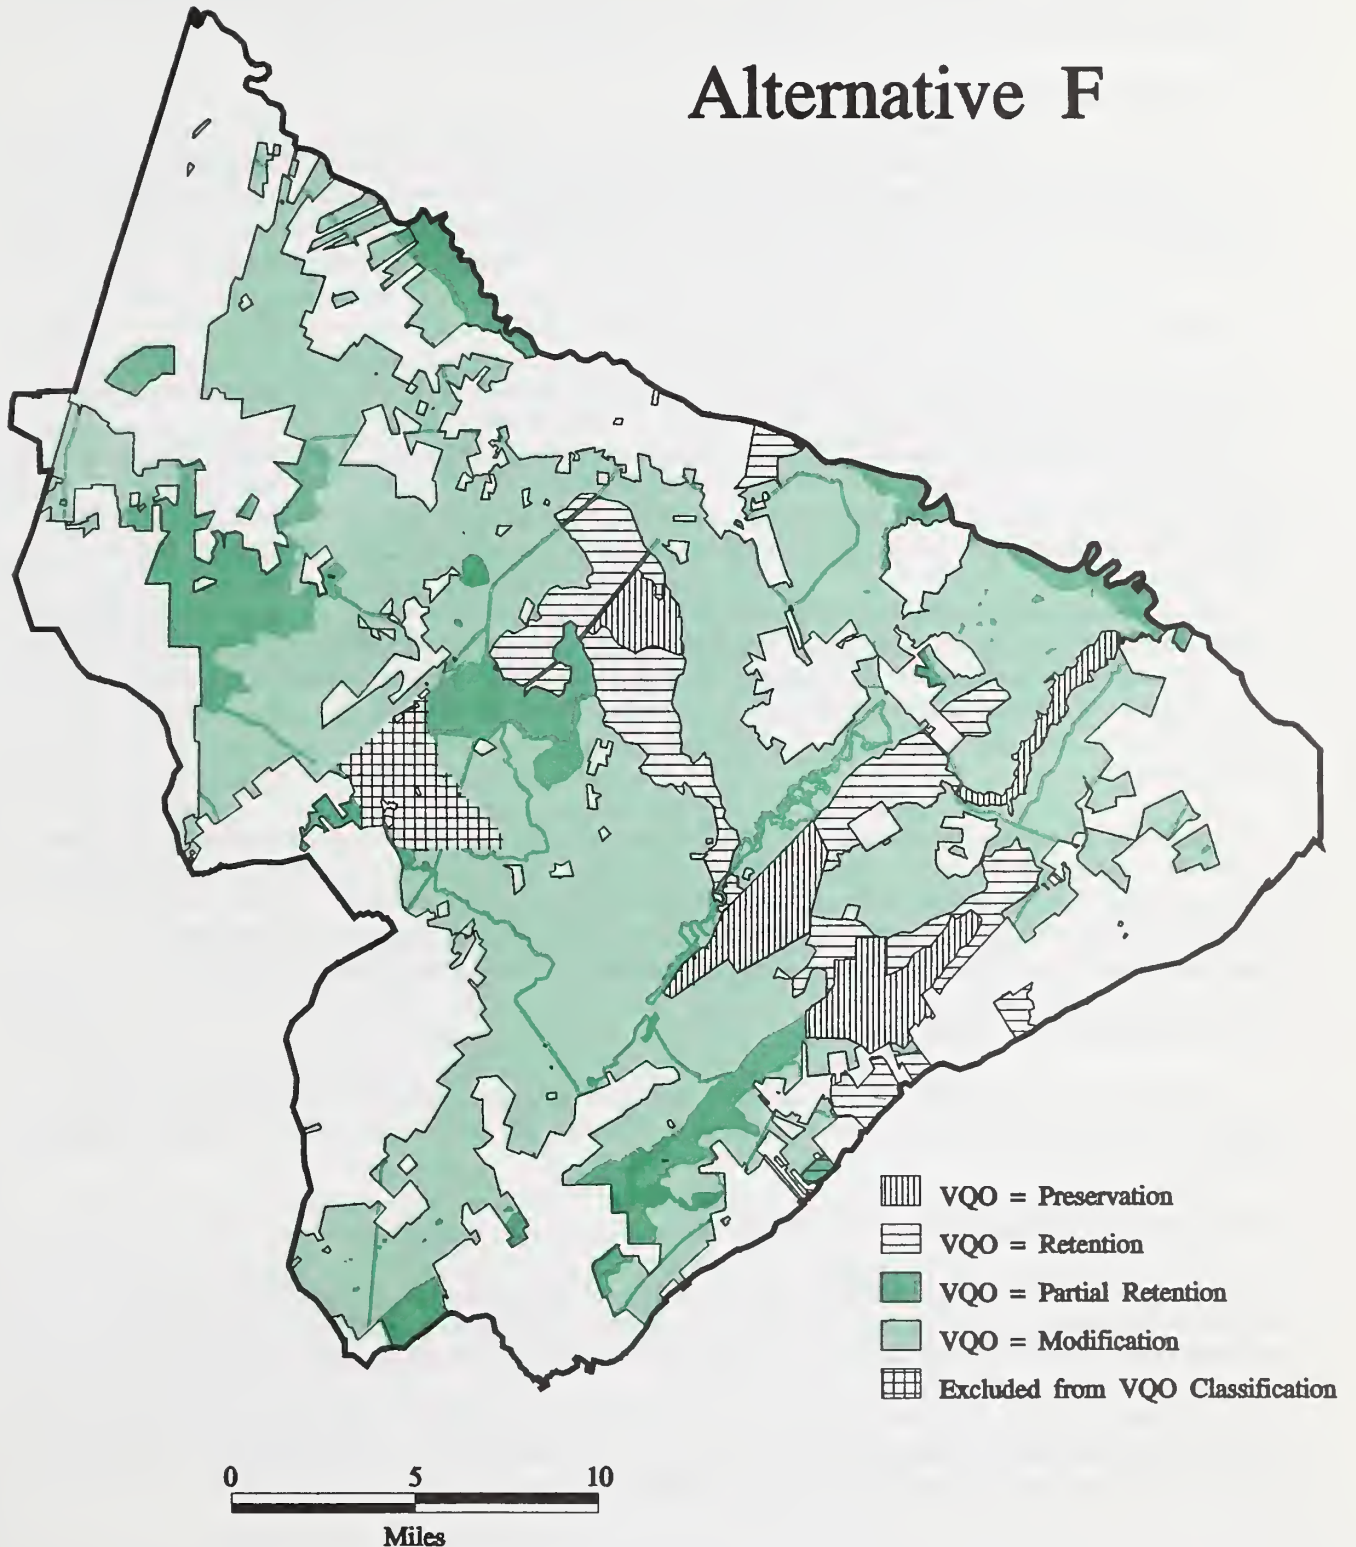 Alternative F
VQO = Preservation
VQO = Retention
VQO = Partial Retention
VQO = Modification
Excluded from VQO Classification
0 5 10
Miles